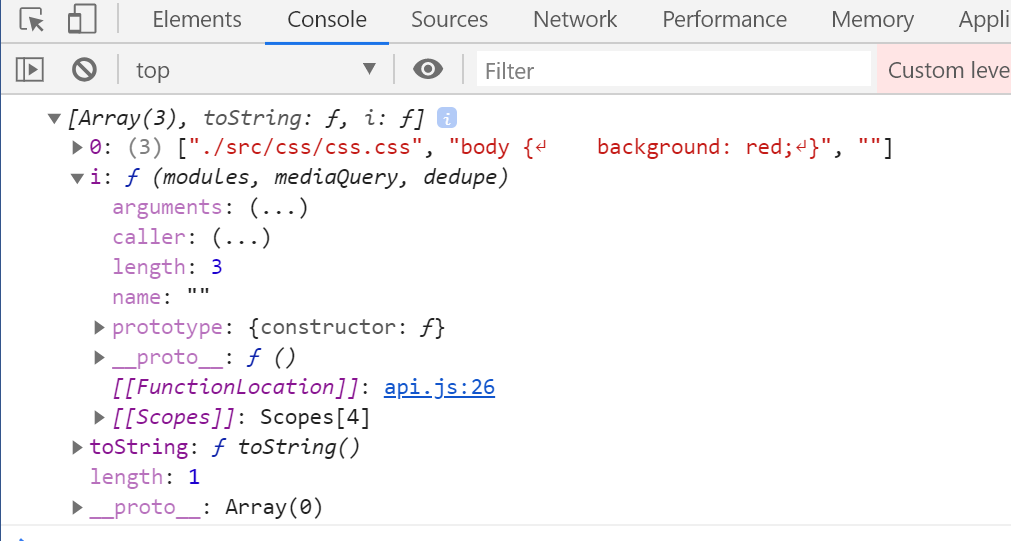 Elements Console Sources Network Performance Memory Appli
top Filter Custom leve
[Array(3), toString: ƒ, i: ƒ] i
0: (3) ["./src/css/css.css", "body {↵    background: red;↵}", ""]
i: ƒ (modules, mediaQuery, dedupe)
arguments: (...)
caller: (...)
length: 3
name: ""
prototype: {constructor: ƒ}
__proto__: ƒ ()
[[FunctionLocation]]: api.js:26
[[Scopes]]: Scopes[4]
toString: ƒ toString()
length: 1
__proto__: Array(0)